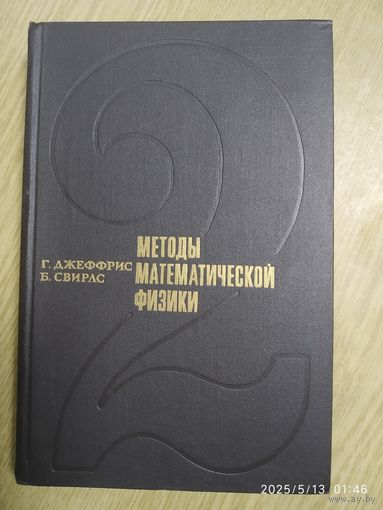 2
Г. ДЖЕФФРИС
Б. СВИРЛС
МЕТОДЫ
МАТЕМАТИЧЕСКОЙ
ФИЗИКИ
2025/5/13 01:46
www.ay.by